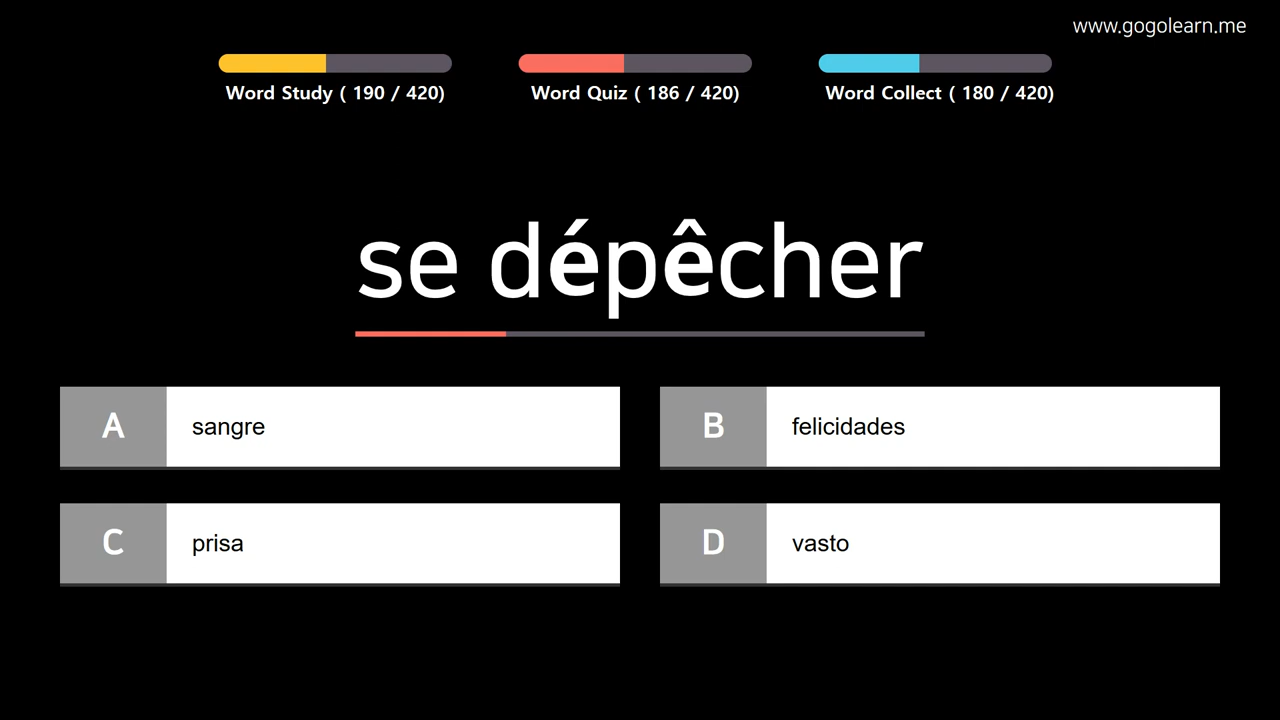 www.gogolearn.me
Word Study ( 190 / 420)
Word Quiz ( 186 / 420)
Word Collect ( 180 / 420)
se dépêcher
A sangre
B felicidades
C prisa
D vasto